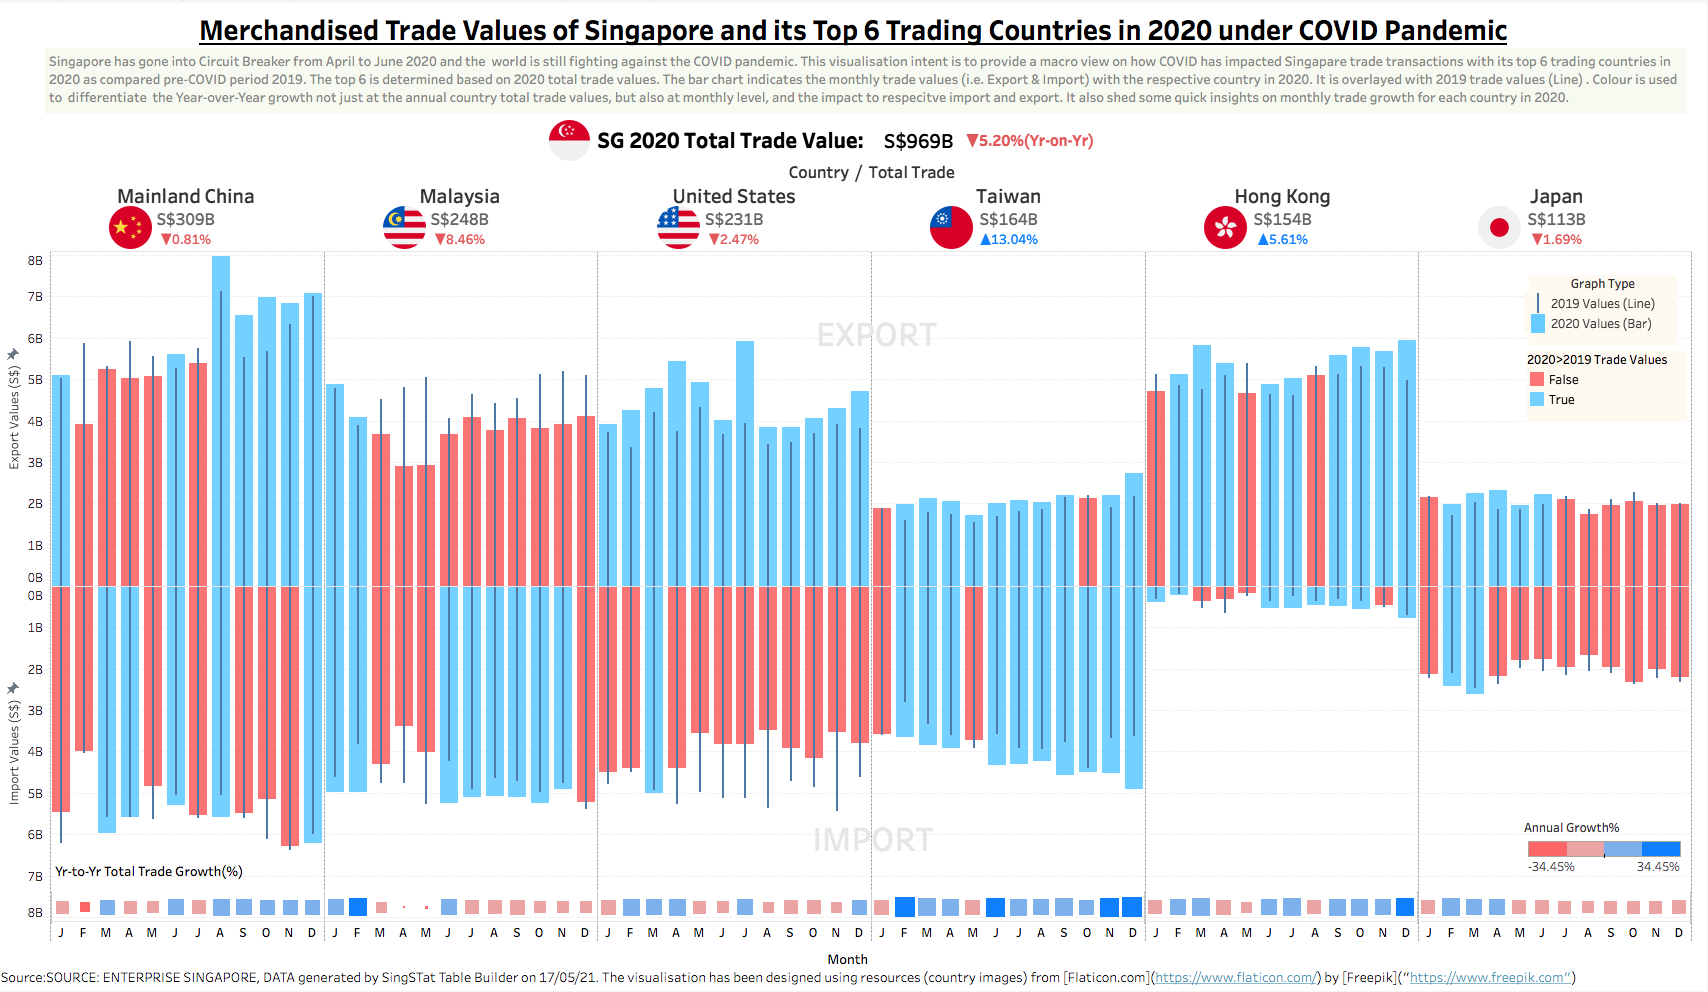 Merchandised Trade Values of Singapore and its Top 6 Trading Countries in 2020 under COVID Pandemic
Singapore has gone into Circuit Breaker from April to June 2020 and the world is still fighting against the COVID pandemic. This visualisation intent is to provide a macro view on how COVID has impacted Singapore trade transactions with its top 6 trading countries in
2020 as compared pre-COVID period 2019. The top 6 is determined based on 2020 total trade values. The bar chart indicates the monthly trade values (i.e. Export & Import) with the respective country in 2020. It is overlayed with 2019 trade values (Line) . Colour is used
to differentiate the Year-over-Year growth not just at the annual country total trade values, but also at monthly level, and the impact to respecitve import and export. It also shed some quick insights on monthly trade growth for each country in 2020.
SG 2020 Total Trade Value: S$969B ▼5.20%(Yr-on-Yr)
Country / Total Trade
Mainland China Malaysia United States Taiwan Hong Kong Japan
S$309B S$248B S$231B S$164B S$154B S$113B
▼0.81% ▼8.46% ▼2.47% ▲13.04% ▲5.61% ▼1.69%
8B
7B
6B
5B
4B
3B
2B
1B
0B
Export Values (S$)
EXPORT
Graph Type
2019 Values (Line)
2020 Values (Bar)
2020>2019 Trade Values
False
True
0B
1B
2B
3B
4B
5B
6B
7B
8B
Import Values (S$)
IMPORT
Annual Growth%
-34.45% 34.45%
Yr-to-Yr Total Trade Growth(%)
J F M A M J J A S O N D J F M A M J J A S O N D J F M A M J J A S O N D J F M A M J J A S O N D J F M A M J J A S O N D J F M A M J J A S O N D
Month
Source:SOURCE: ENTERPRISE SINGAPORE, DATA generated by SingSTat Table Builder on 17/05/21. The visualisation has been designed using resources (country images) from [Flaticon.com](https://www.flaticon.com/) by [Freepik](“https://www.freepik.com”)